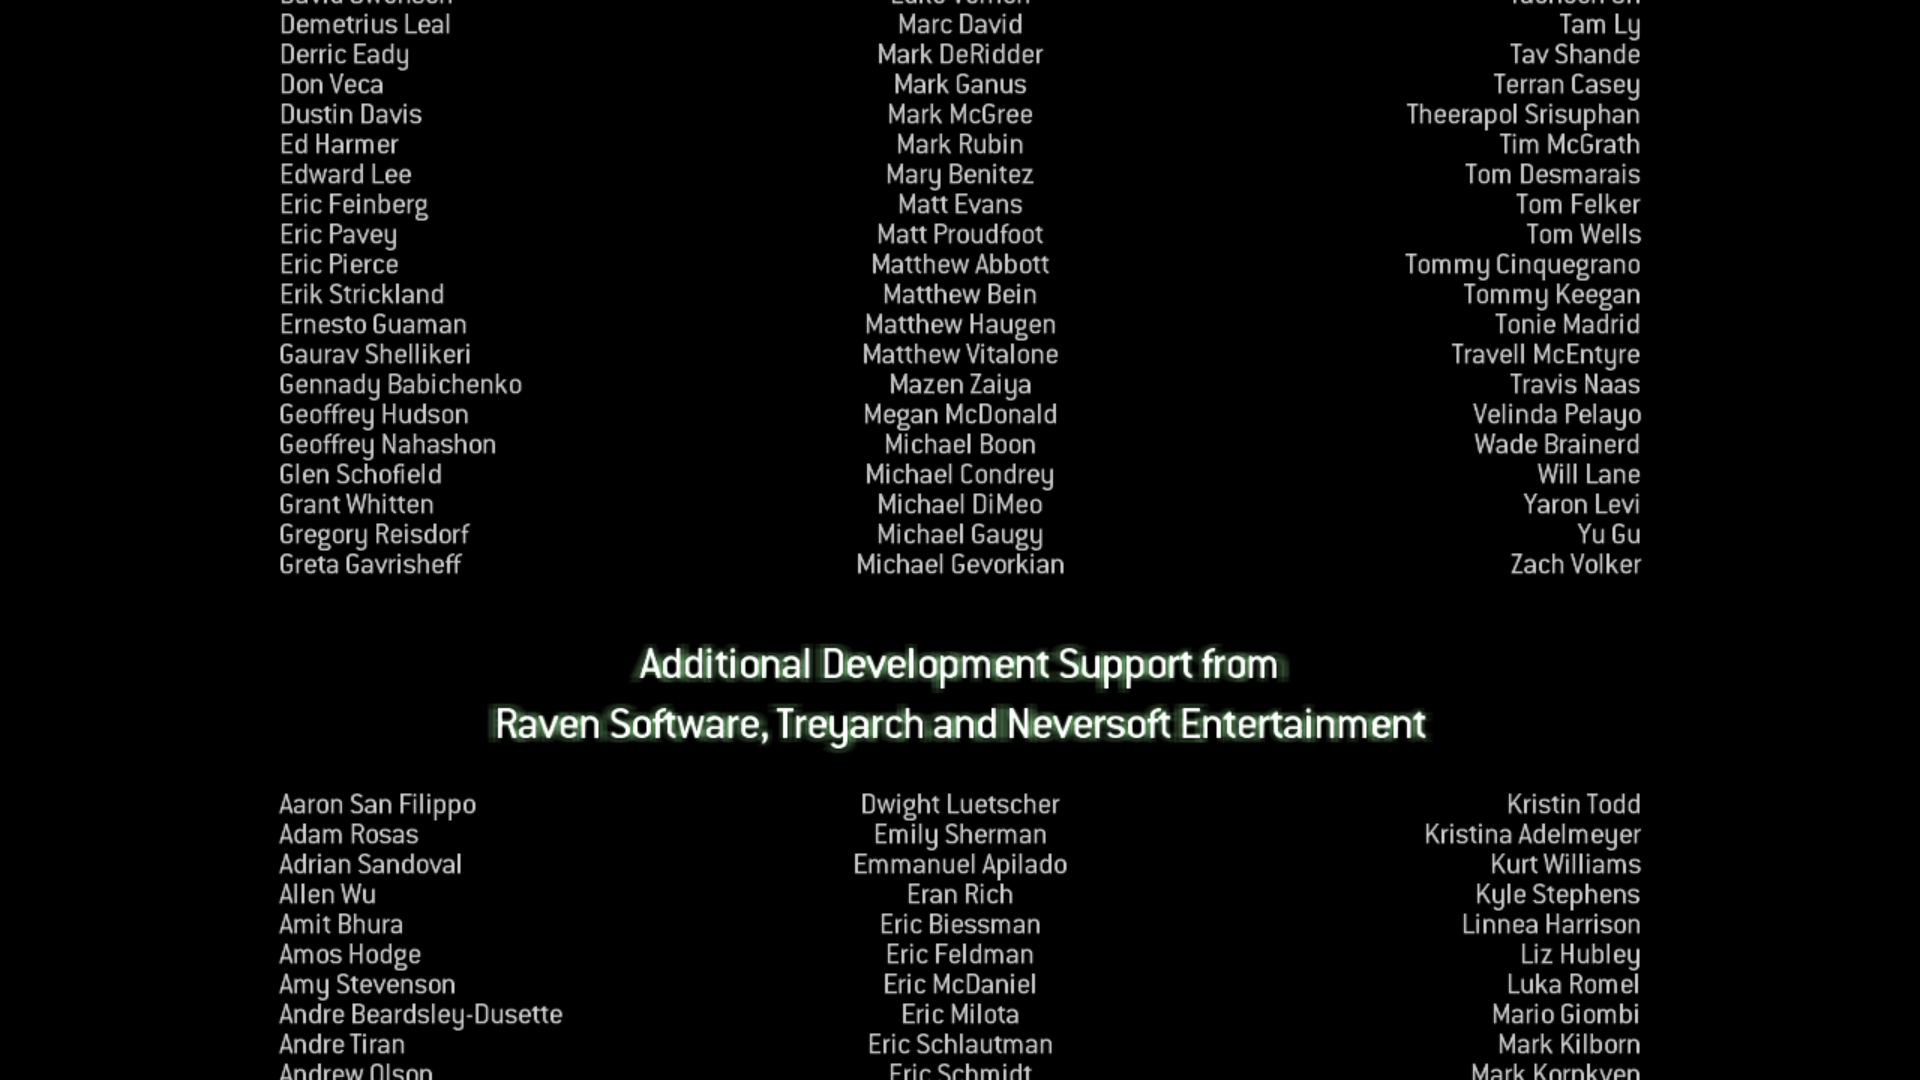 Demetrius Leal
Derric Eady
Don Veca
Dustin Davis
Ed Harmer
Edward Lee
Eric Feinberg
Eric Pavey
Eric Pierce
Erik Strickland
Ernesto Guaman
Gaurav Shellikeri
Gennady Babichenko
Geoffrey Hudson
Geoffrey Nahashon
Glen Schofield
Grant Whitten
Gregory Reisdorf
Greta Gavrisheff
Marc David
Mark DeRidder
Mark Ganus
Mark McGree
Mark Rubin
Mary Benitez
Matt Evans
Matt Proudfoot
Matthew Abbott
Matthew Bein
Matthew Haugen
Matthew Vitalone
Mazen Zaiya
Megan McDonald
Michael Boon
Michael Condrey
Michael DiMeo
Michael Gaugy
Michael Gevorkian
Tam Ly
Tav Shande
Terran Casey
Theerapol Srisuphan
Tim McGrath
Tom Desmarais
Tom Felker
Tom Wells
Tommy Cinquegrano
Tommy Keegan
Tonie Madrid
Travell McEntyre
Travis Naas
Velinda Pelayo
Wade Brainerd
Will Lane
Yaron Levi
Yu Gu
Zach Volker
Additional Development Support from
Raven Software, Treyarch and Neversoft Entertainment
Aaron San Filippo
Adam Rosas
Adrian Sandoval
Allen Wu
Amit Bhura
Amos Hodge
Amy Stevenson
Andre Beardsley-Dusette
Andre Tiran
Andrew Olson
Dwight Luetscher
Emily Sherman
Emmanuel Apilado
Eran Rich
Eric Biessman
Eric Feldman
Eric McDaniel
Eric Milota
Eric Schlautman
Eric Schmidt
Kristin Todd
Kristina Adelmeyer
Kurt Williams
Kyle Stephens
Linnea Harrison
Liz Hubley
Luka Romel
Mario Giombi
Mark Kilborn
Mark Kornkven